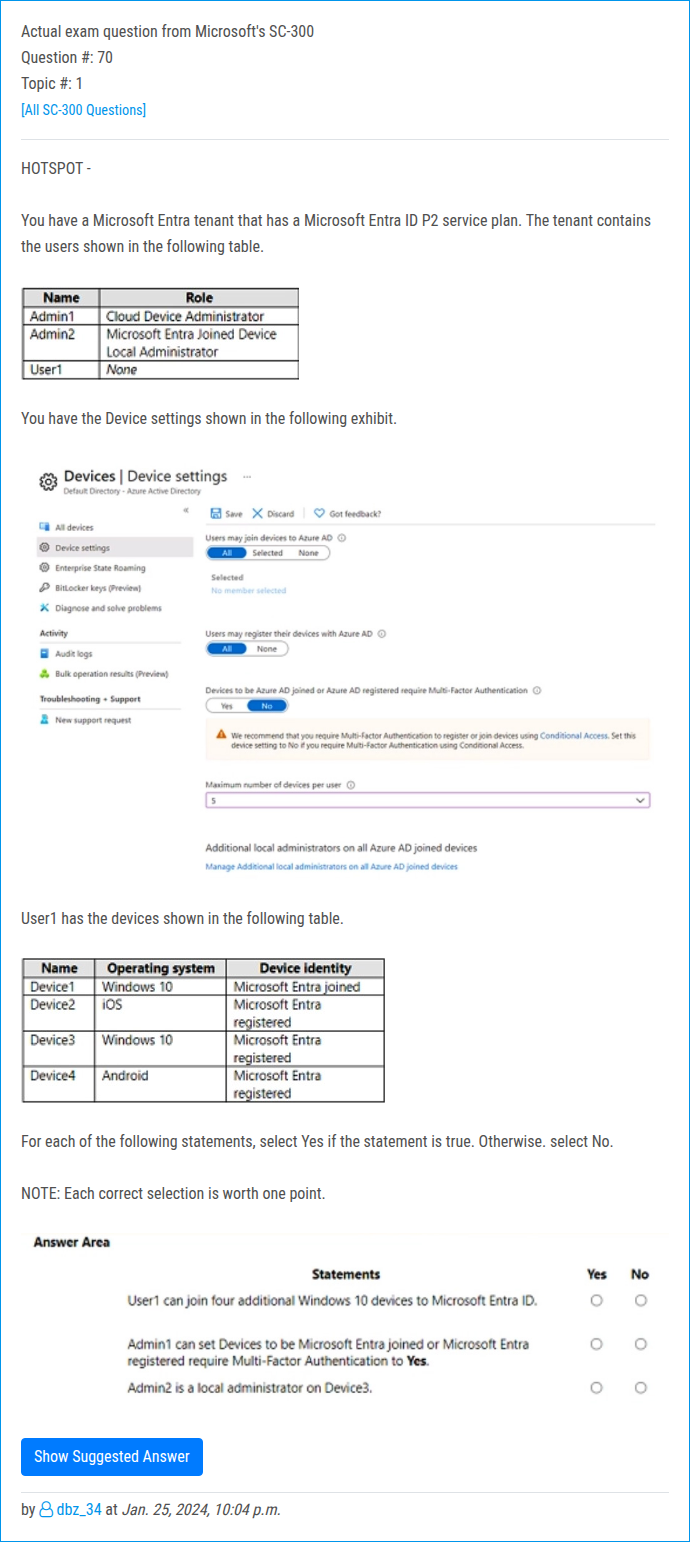 Actual exam question from Microsoft's SC-300
Question #: 70
Topic #: 1
[All SC-300 Questions]
HOTSPOT -
You have a Microsoft Entra tenant that has a Microsoft Entra ID P2 service plan. The tenant contains
the users shown in the following table.
Name Role
Admin1 Cloud Device Administrator
Admin2 Microsoft Entra Joined Device
Local Administrator
User1 None
You have the Device settings shown in the following exhibit.
Devices | Device settings ...
Default Directory - Azure Active Directory
«
Save Discard Got feedback?
All devices
Device settings
Enterprise State Roaming
BitLocker keys (Preview)
Diagnose and solve problems
Activity
Audit logs
Bulk operation results (Preview)
Troubleshooting + Support
New support request
Users may join devices to Azure AD
All Selected None
Selected
No member selected
Users may register their devices with Azure AD
All None
Devices to be Azure AD joined or Azure AD registered require Multi-Factor Authentication
Yes No
We recommend that you require Multi-Factor Authentication to register or join devices using Conditional Access. Set this
device setting to No if you require Multi-Factor Authentication using Conditional Access.
Maximum number of devices per user
5
Additional local administrators on all Azure AD joined devices
Manage Additional local administrators on all Azure AD joined devices
User1 has the devices shown in the following table.
Name Operating system Device identity
Device1 Windows 10 Microsoft Entra joined
Device2 iOS Microsoft Entra
registered
Device3 Windows 10 Microsoft Entra
registered
Device4 Android Microsoft Entra
registered
For each of the following statements, select Yes if the statement is true. Otherwise. select No.
NOTE: Each correct selection is worth one point.
Answer Area
Statements Yes No
User1 can join four additional Windows 10 devices to Microsoft Entra ID.
Admin1 can set Devices to be Microsoft Entra joined or Microsoft Entra
registered require Multi-Factor Authentication to Yes.
Admin2 is a local administrator on Device3.
Show Suggested Answer
by dbz_34 at Jan. 25, 2024, 10:04 p.m.